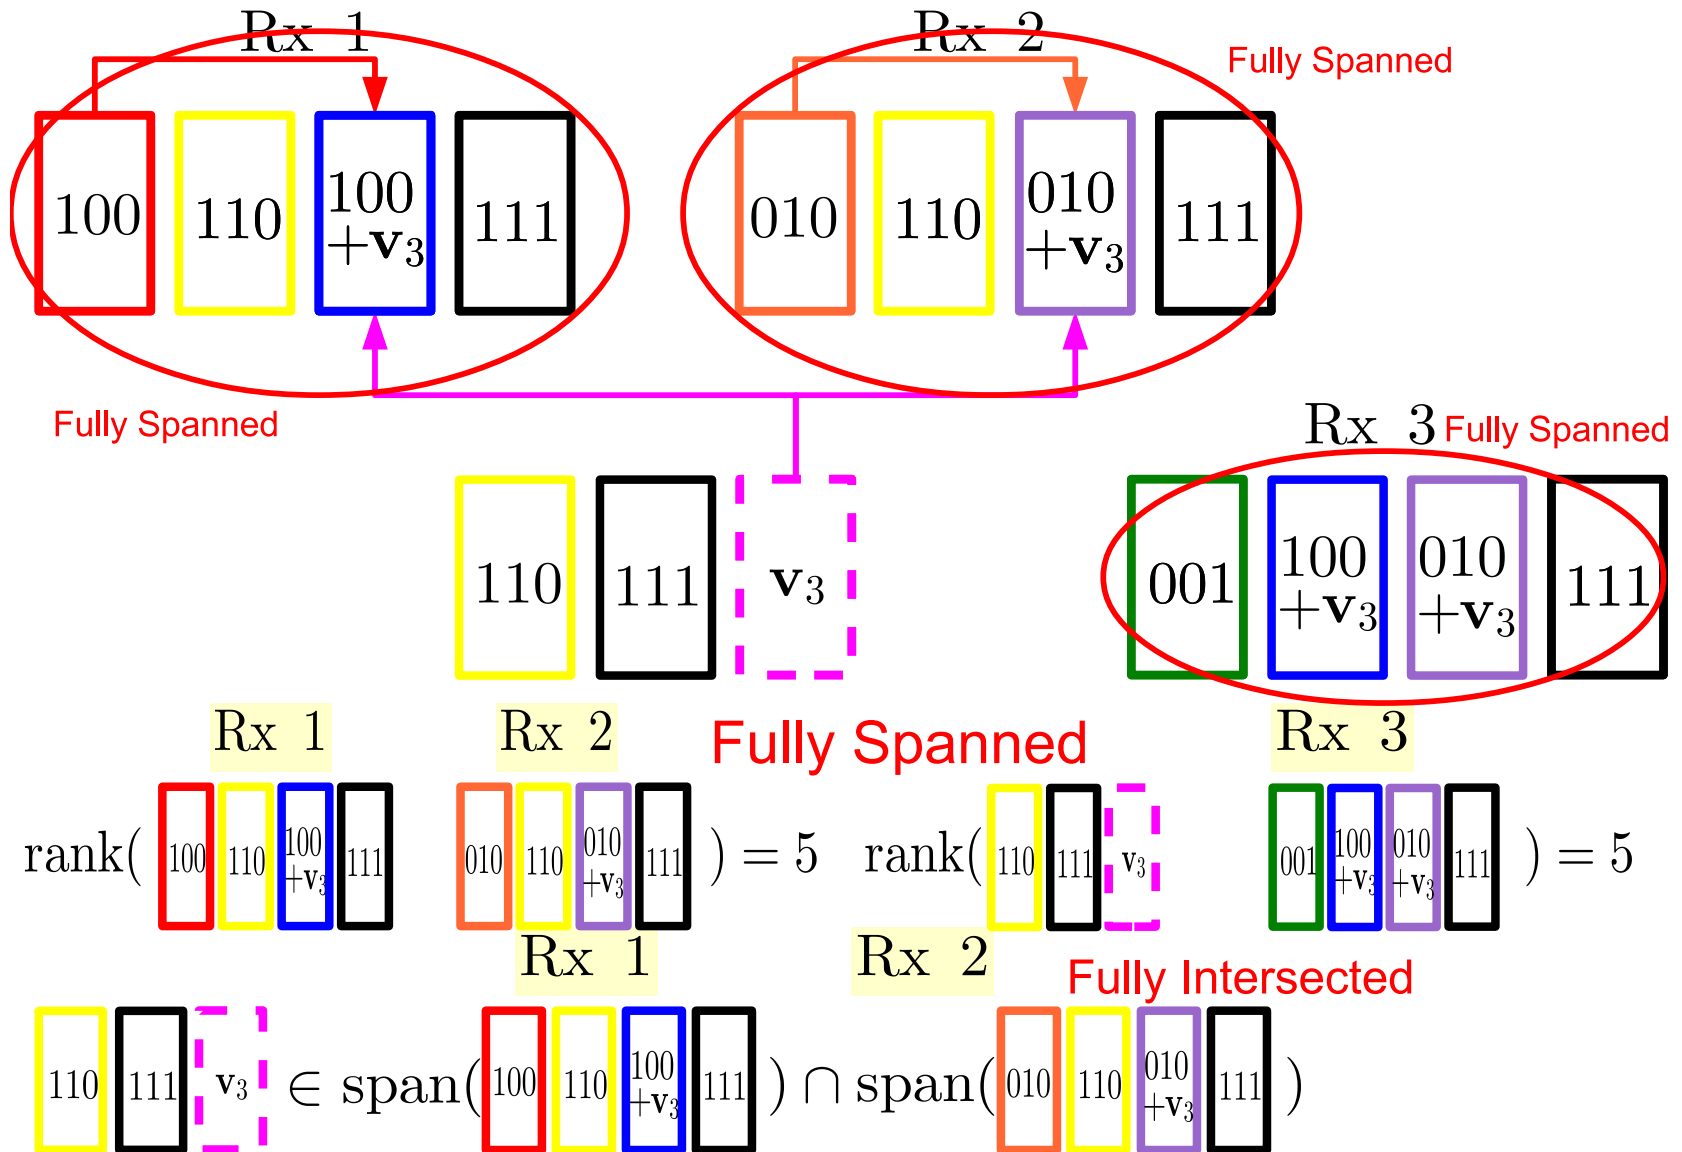 Rx 1
Rx 2
Fully Spanned
100
110
100
+v₃
111
010
110
010
+v₃
111
Fully Spanned
Rx 3
Fully Spanned
110
111
v₃
001
100
+v₃
010
+v₃
111
Rx 1
Rx 2
Fully Spanned
Rx 3
rank( 100 110 100 +v₃ 111 010 110 010 +v₃ 111 ) = 5 rank( 110 111 v₃ 001 100 +v₃ 010 +v₃ 111 ) = 5
Rx 1
Rx 2
Fully Intersected
110 111 v₃ ∈ span( 100 110 100 +v₃ 111 ) ∩ span( 010 110 010 +v₃ 111 )